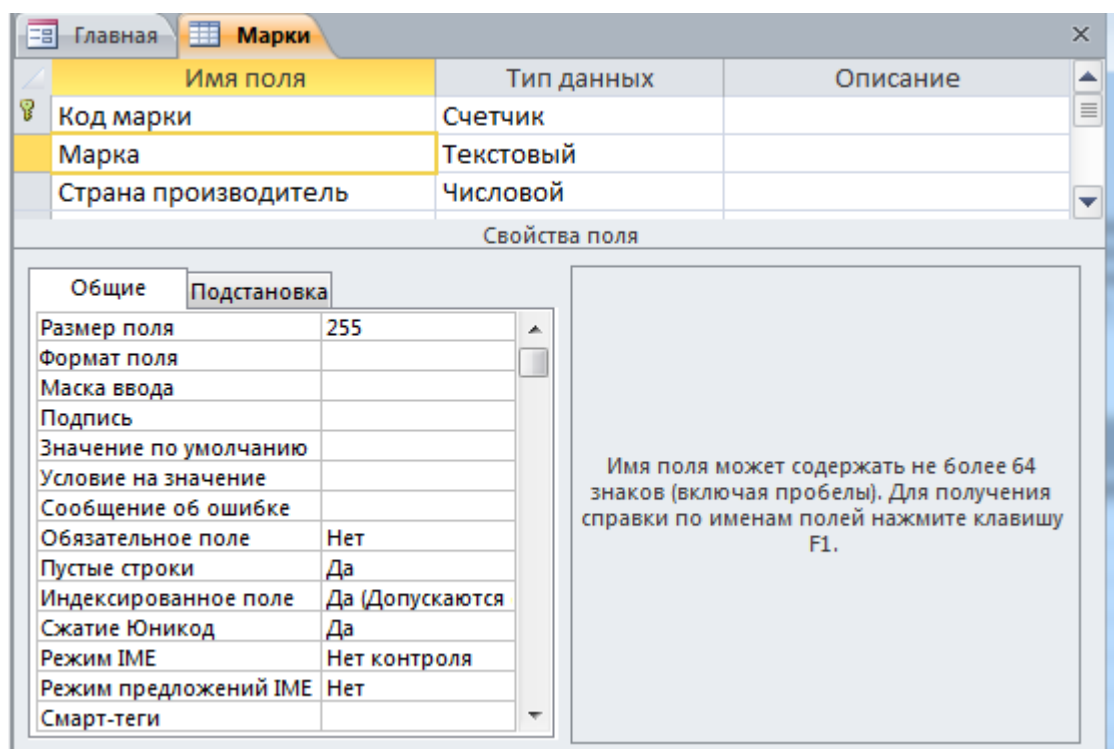 Главная Марки
Имя поля Тип данных Описание
Код марки Счетчик
Марка Текстовый
Страна производитель Числовой
Свойства поля
Общие Подстановка
Размер поля 255
Формат поля
Маска ввода
Подпись
Значение по умолчанию
Условие на значение
Сообщение об ошибке
Обязательное поле Нет
Пустые строки Да
Индексированное поле Да (Допускаются
Сжатие Юникод Да
Режим IME Нет контроля
Режим предложений IME Нет
Смарт-теги
Имя поля может содержать не более 64
знаков (включая пробелы). Для получения
справки по именам полей нажмите клавишу
F1.